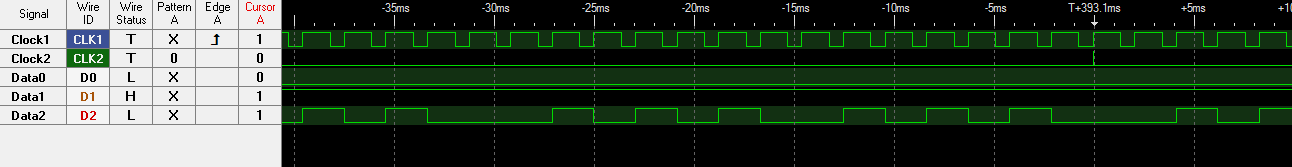 Signal Wire ID Wire Status Pattern A Edge A Cursor A -35ms -30ms -25ms -20ms -15ms -10ms -5ms T+393.1ms +5ms +10
Clock1 CLK1 T X 1
Clock2 CLK2 T 0 0
Data0 D0 L X 0
Data1 D1 H X 1
Data2 D2 L X 1